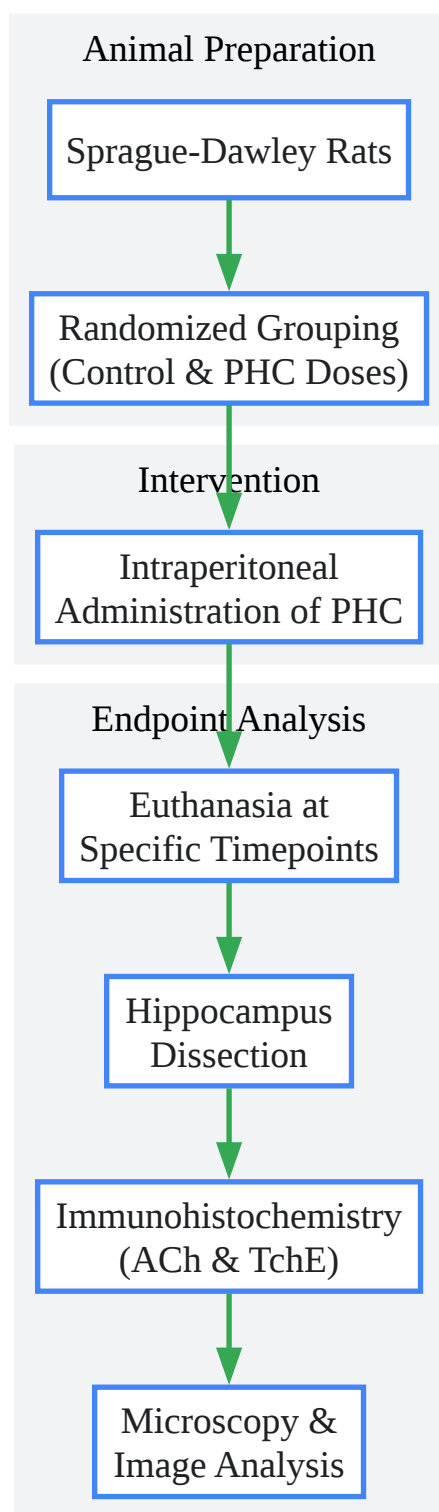 Animal Preparation
Sprague-Dawley Rats
Randomized Grouping
(Control & PHC Doses)
Intervention
Intraperitoneal
Administration of PHC
Endpoint Analysis
Euthanasia at
Specific Timepoints
Hippocampus
Dissection
Immunohistochemistry
(ACh & TchE)
Microscopy &
Image Analysis